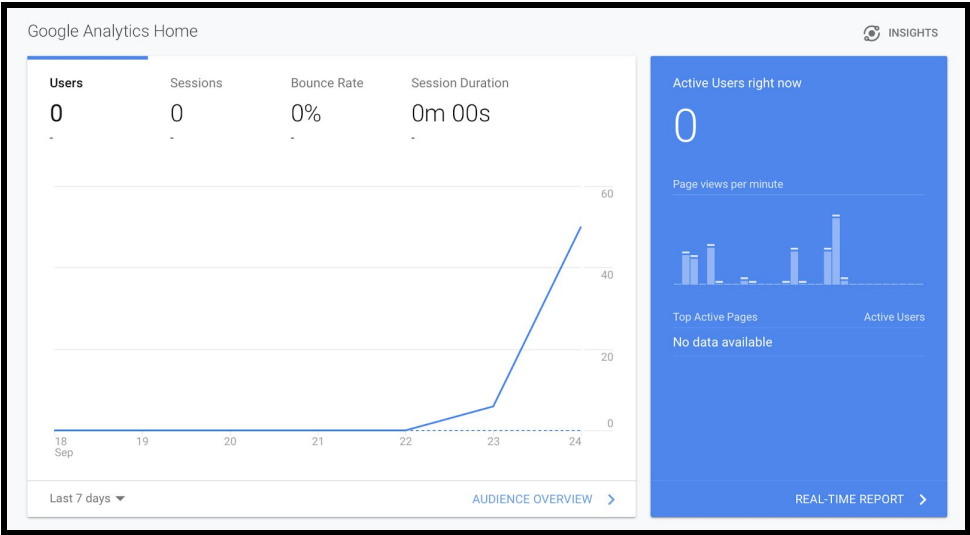 Google Analytics Home
INSIGHTS
Users Sessions Bounce Rate Session Duration
0 0 0% 0m 00s
- - - -
60
40
20
0
18 19 20 21 22 23 24
Sep
Last 7 days
AUDIENCE OVERVIEW
Active Users right now
0
Page views per minute
Top Active Pages Active Users
No data available
REAL-TIME REPORT